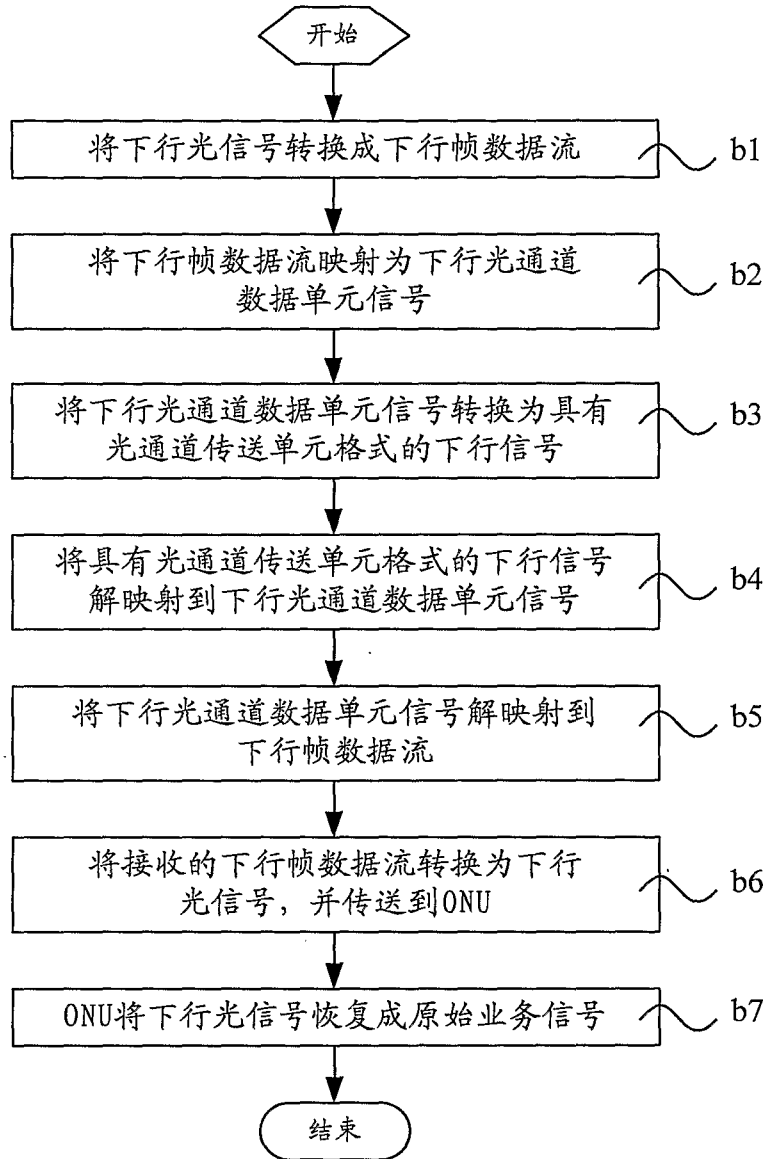 开始
将下行光信号转换成下行帧数据流
b1
将下行帧数据流映射为下行光通道
数据单元信号
b2
将下行光通道数据单元信号转换为具有
光通道传送单元格式的下行信号
b3
将具有光通道传送单元格式的下行信号
解映射到下行光通道数据单元信号
b4
将下行光通道数据单元信号解映射到
下行帧数据流
b5
将接收的下行帧数据流转换为下行
光信号，并传送到ONU
b6
ONU将下行光信号恢复成原始业务信号
b7
结束